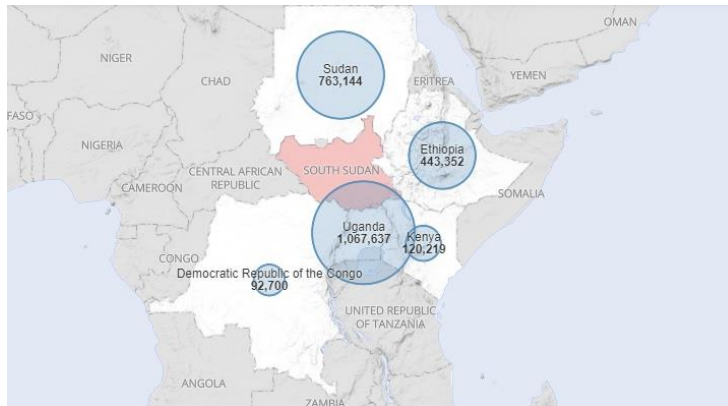 OMAN
NIGER
Sudan
763,144
CHAD
ERITREA
YEMEN
FASO
NIGERIA
Ethiopia
443,352
SOUTH SUDAN
CENTRAL AFRICAN
REPUBLIC
CAMEROON
SOMALIA
Uganda
1,067,637
Kenya
120,219
CONGO
Democratic Republic of the Congo
92,700
UNITED REPUBLIC
OF TANZANIA
ANGOLA
ZAMBIA